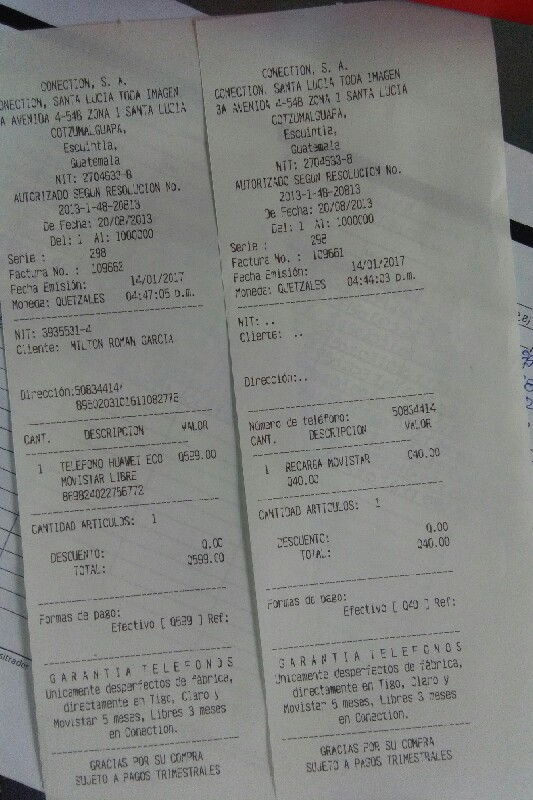 CONECTION, S. A.
CONECTION, SANTA LUCIA TODA IMAGEN
3A AVENIDA 4-54B ZONA 1 SANTA LUCIA
COTZUMALGUAPA,
Escuintla,
Guatemala
NIT: 2704633-8
AUTORIZADO SEGUN RESOLUCION No.
2013-1-48-20813
De Fecha: 20/08/2013
Del: 1 Al: 1000000
Serie : 298
Factura No. : 109662
Fecha Emisión: 14/01/2017
Moneda: QUETZALES 04:47:05 p.m.
NIT: 3935531-4
Cliente: MILTON ROMAN GARCIA
Dirección:50834414/
CANT. DESCRIPCION VALOR
1 TELEFONO HUAWEI ECO Q599.00
MOVISTAR LIBRE
869824022756772
CANTIDAD ARTICULOS: 1
DESCUENTO: 0.00
TOTAL: Q599.00
Formas de pago:
Efectivo [ Q599 ] Ref:
GARANTIA TELEFONOS
Unicamente desperfectos de fábrica,
directamente en Tigo, Claro y
Movistar 5 meses, Libres 3 meses
en Conection.
GRACIAS POR SU COMPRA
SUJETO A PAGOS TRIMESTRALES
CONECTION, S. A.
CONECTION, SANTA LUCIA TODA IMAGEN
3A AVENIDA 4-54B ZONA 1 SANTA LUCIA
COTZUMALGUAPA,
Escuintla,
Guatemala
NIT: 2704633-8
AUTORIZADO SEGUN RESOLUCION No.
2013-1-48-20813
De Fecha: 20/08/2013
Del: 1 Al: 1000000
Serie : 298
Factura No. : 109661
Fecha Emisión: 14/01/2017
Moneda: QUETZALES 04:44:03 p.m.
NIT: ..
Cliente: ..
Dirección:..
Número de teléfono: 50834414
CANT. DESCRIPCION VALOR
1 RECARGA MOVISTAR Q40.00
Q40.00
CANTIDAD ARTICULOS: 1
DESCUENTO: 0.00
TOTAL: Q40.00
Formas de pago:
Efectivo [ Q40 ] Ref:
GARANTIA TELEFONOS
Unicamente desperfectos de fábrica,
directamente en Tigo, Claro y
Movistar 5 meses, Libres 3 meses
en Conection.
GRACIAS POR SU COMPRA
SUJETO A PAGOS TRIMESTRALES